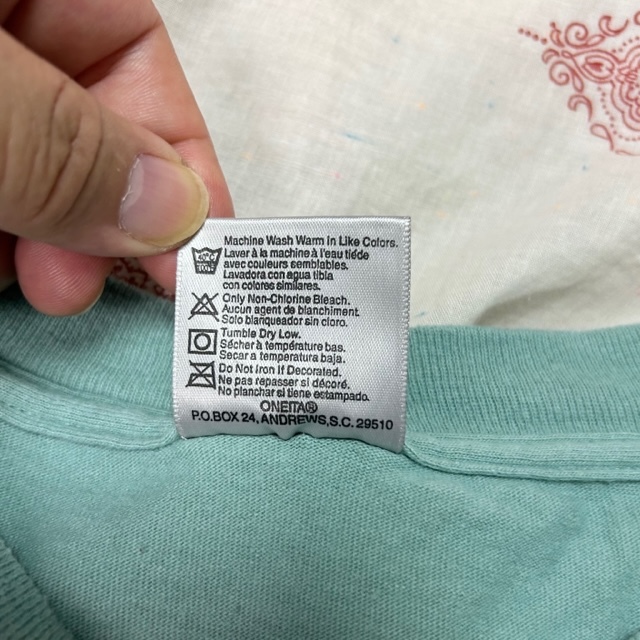 Machine Wash Warm in Like Colors.
Laver à la machine à l'eau tiéde
avec couleurs semblables.
Lavadora con agua tibia
con colores similares.
Only Non-Chlorine Bleach.
Aucun agent de blanchiment.
Solo blanqueador sin cloro.
Tumble Dry Low.
Sécher à température bas.
Secar a temperatura baja.
Do Not Iron If Decorated.
Ne pas repasser si décoré.
No planchar si tiene estampado.
ONEITA®
P.O.BOX 24, ANDREWS,S.C. 29510